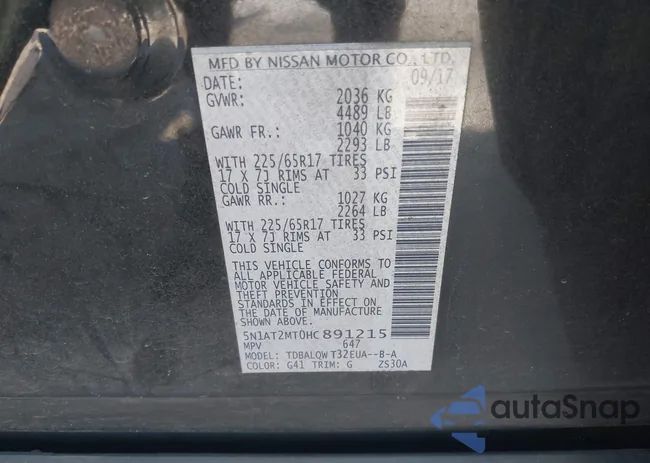 MFD BY NISSAN MOTOR CO., LTD.
DATE: 09/17
GVWR: 2036 KG
4489 LB
GAWR FR.: 1040 KG
2293 LB
WITH 225/65R17 TIRES
17 X 7J RIMS AT 33 PSI
COLD SINGLE
GAWR RR.: 1027 KG
2264 LB
WITH 225/65R17 TIRES
17 X 7J RIMS AT 33 PSI
COLD SINGLE
THIS VEHICLE CONFORMS TO
ALL APPLICABLE FEDERAL
MOTOR VEHICLE SAFETY AND
THEFT PREVENTION
STANDARDS IN EFFECT ON
THE DATE OF MANUFACTURE
SHOWN ABOVE.
5N1AT2MT0HC891215
MPV 647
MODEL: TDBALQWT32EUA--B-A
COLOR: G41 TRIM: G ZS30A
autoSnap